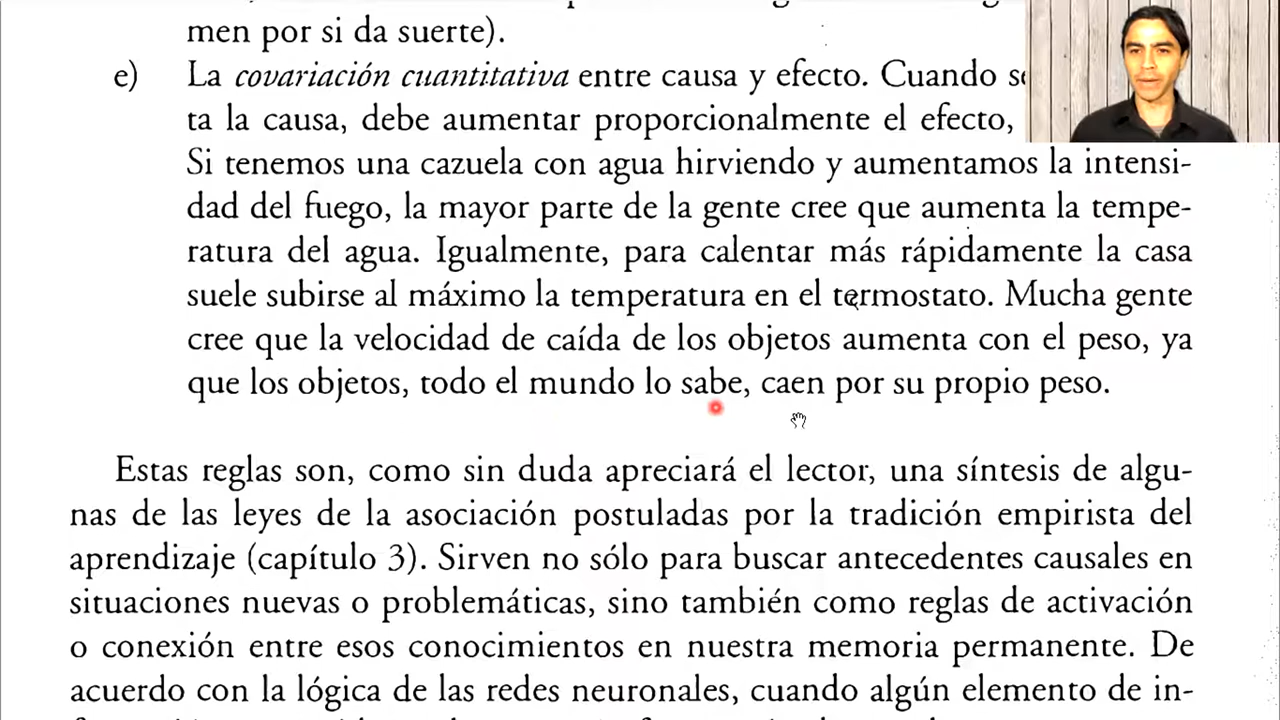 men por si da suerte).
e) La covariación cuantitativa entre causa y efecto. Cuando
ta la causa, debe aumentar proporcionalmente el efecto,
Si tenemos una cazuela con agua hirviendo y aumentamos la intensi-
dad del fuego, la mayor parte de la gente cree que aumenta la tempe-
ratura del agua. Igualmente, para calentar más rápidamente la casa
suele subirse al máximo la temperatura en el termostato. Mucha gente
cree que la velocidad de caída de los objetos aumenta con el peso, ya
que los objetos, todo el mundo lo sabe, caen por su propio peso.
Estas reglas son, como sin duda apreciará el lector, una síntesis de algu-
nas de las leyes de la asociación postuladas por la tradición empirista del
aprendizaje (capítulo 3). Sirven no sólo para buscar antecedentes causales en
situaciones nuevas o problemáticas, sino también como reglas de activación
o conexión entre esos conocimientos en nuestra memoria permanente. De
acuerdo con la lógica de las redes neuronales, cuando algún elemento de in-